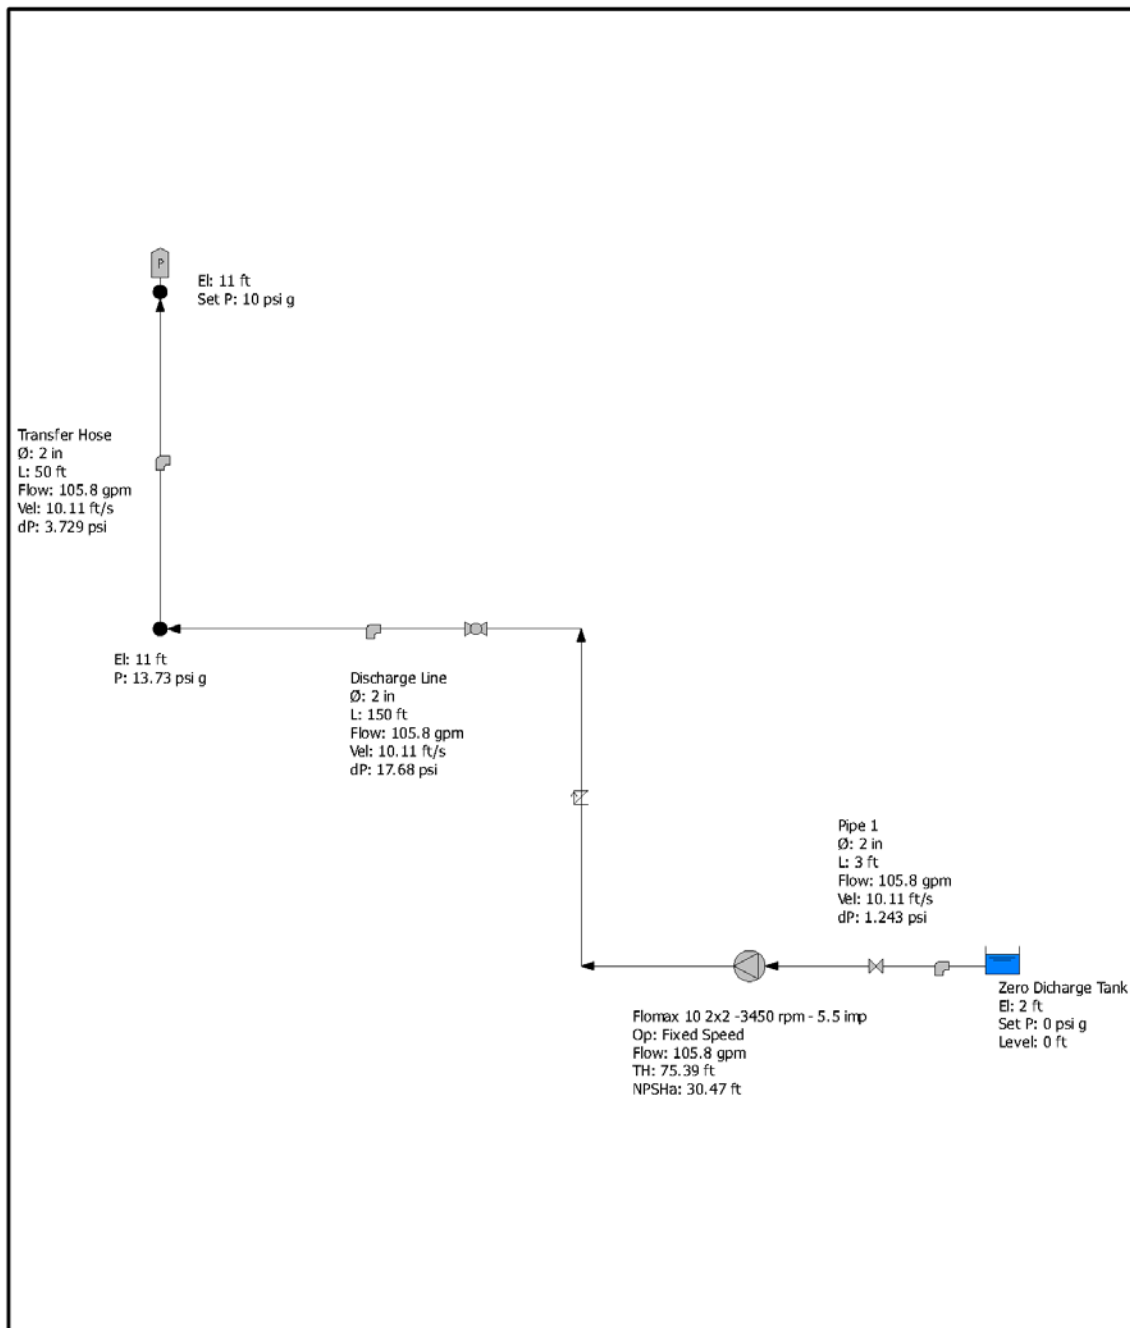 P
El: 11 ft
Set P: 10 psi g
Transfer Hose
Ø: 2 in
L: 50 ft
Flow: 105.8 gpm
Vel: 10.11 ft/s
dP: 3.729 psi
El: 11 ft
P: 13.73 psi g
Discharge Line
Ø: 2 in
L: 150 ft
Flow: 105.8 gpm
Vel: 10.11 ft/s
dP: 17.68 psi
Pipe 1
Ø: 2 in
L: 3 ft
Flow: 105.8 gpm
Vel: 10.11 ft/s
dP: 1.243 psi
Zero Dicharge Tank
El: 2 ft
Set P: 0 psi g
Level: 0 ft
Flomax 10 2x2 -3450 rpm - 5.5 imp
Op: Fixed Speed
Flow: 105.8 gpm
TH: 75.39 ft
NPSHa: 30.47 ft